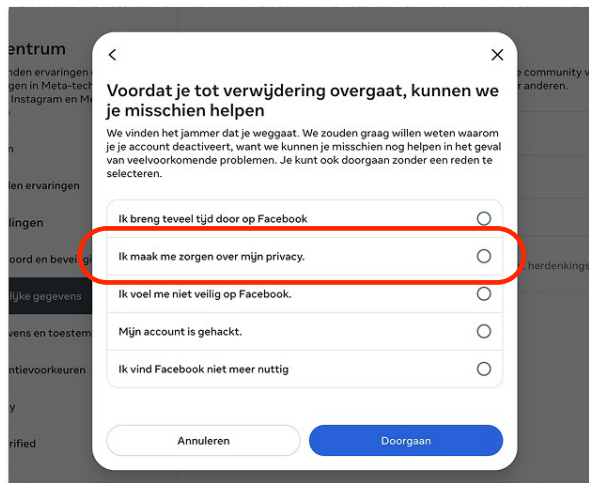 entrum
nden ervaringen
gen in Meta-tech
Instagram en Me
den ervaringen
lingen
oord en beveiligi
lijke gegevens
vens en toestem
ntievoorkeuren
y
rified
Voordat je tot verwijdering overgaat, kunnen we
je misschien helpen
We vinden het jammer dat je weggaat. We zouden graag willen weten waarom
je je account deactiveert, want we kunnen je misschien nog helpen in het geval
van veelvoorkomende problemen. Je kunt ook doorgaan zonder een reden te
selecteren.
Ik breng teveel tijd door op Facebook
Ik maak me zorgen over mijn privacy.
Ik voel me niet veilig op Facebook.
Mijn account is gehackt.
Ik vind Facebook niet meer nuttig
Annuleren
Doorgaan
e community v
r anderen.
herdenkings